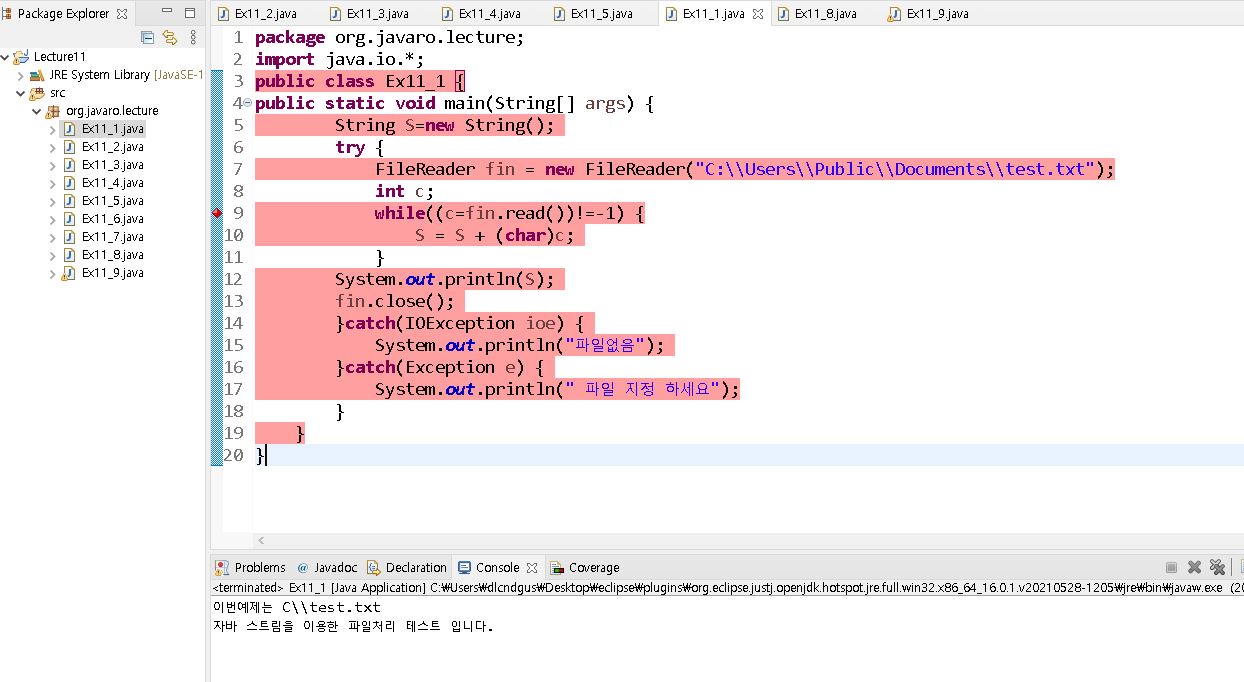 Package Explorer
Lecture11
JRE System Library [JavaSE-1
src
org.javaro.lecture
Ex11_1.java
Ex11_2.java
Ex11_3.java
Ex11_4.java
Ex11_5.java
Ex11_6.java
Ex11_7.java
Ex11_8.java
Ex11_9.java
Ex11_2.java Ex11_3.java Ex11_4.java Ex11_5.java Ex11_1.java Ex11_8.java Ex11_9.java
1 package org.javaro.lecture;
2 import java.io.*;
3 public class Ex11_1 {
4 public static void main(String[] args) {
5 String S=new String();
6 try {
7 FileReader fin = new FileReader("C:\\Users\\Public\\Documents\\test.txt");
8 int c;
9 while((c=fin.read())!=-1) {
10 S = S + (char)c;
11 }
12 System.out.println(S);
13 fin.close();
14 }catch(IOException ioe) {
15 System.out.println("파일없음");
16 }catch(Exception e) {
17 System.out.println(" 파일 지정 하세요");
18 }
19 }
20 }
Problems @ Javadoc Declaration Console Coverage
<terminated> Ex11_1 [Java Application] C:₩Users₩dlcndgus₩Desktop₩eclipse₩plugins₩org.eclipse.justj.openjdk.hotspot.jre.full.win32.x86_64_16.0.1.v20210528-1205₩jre₩bin₩javaw.exe (20
이번예제는 C\\test.txt
자바 스트림을 이용한 파일처리 테스트 입니다.